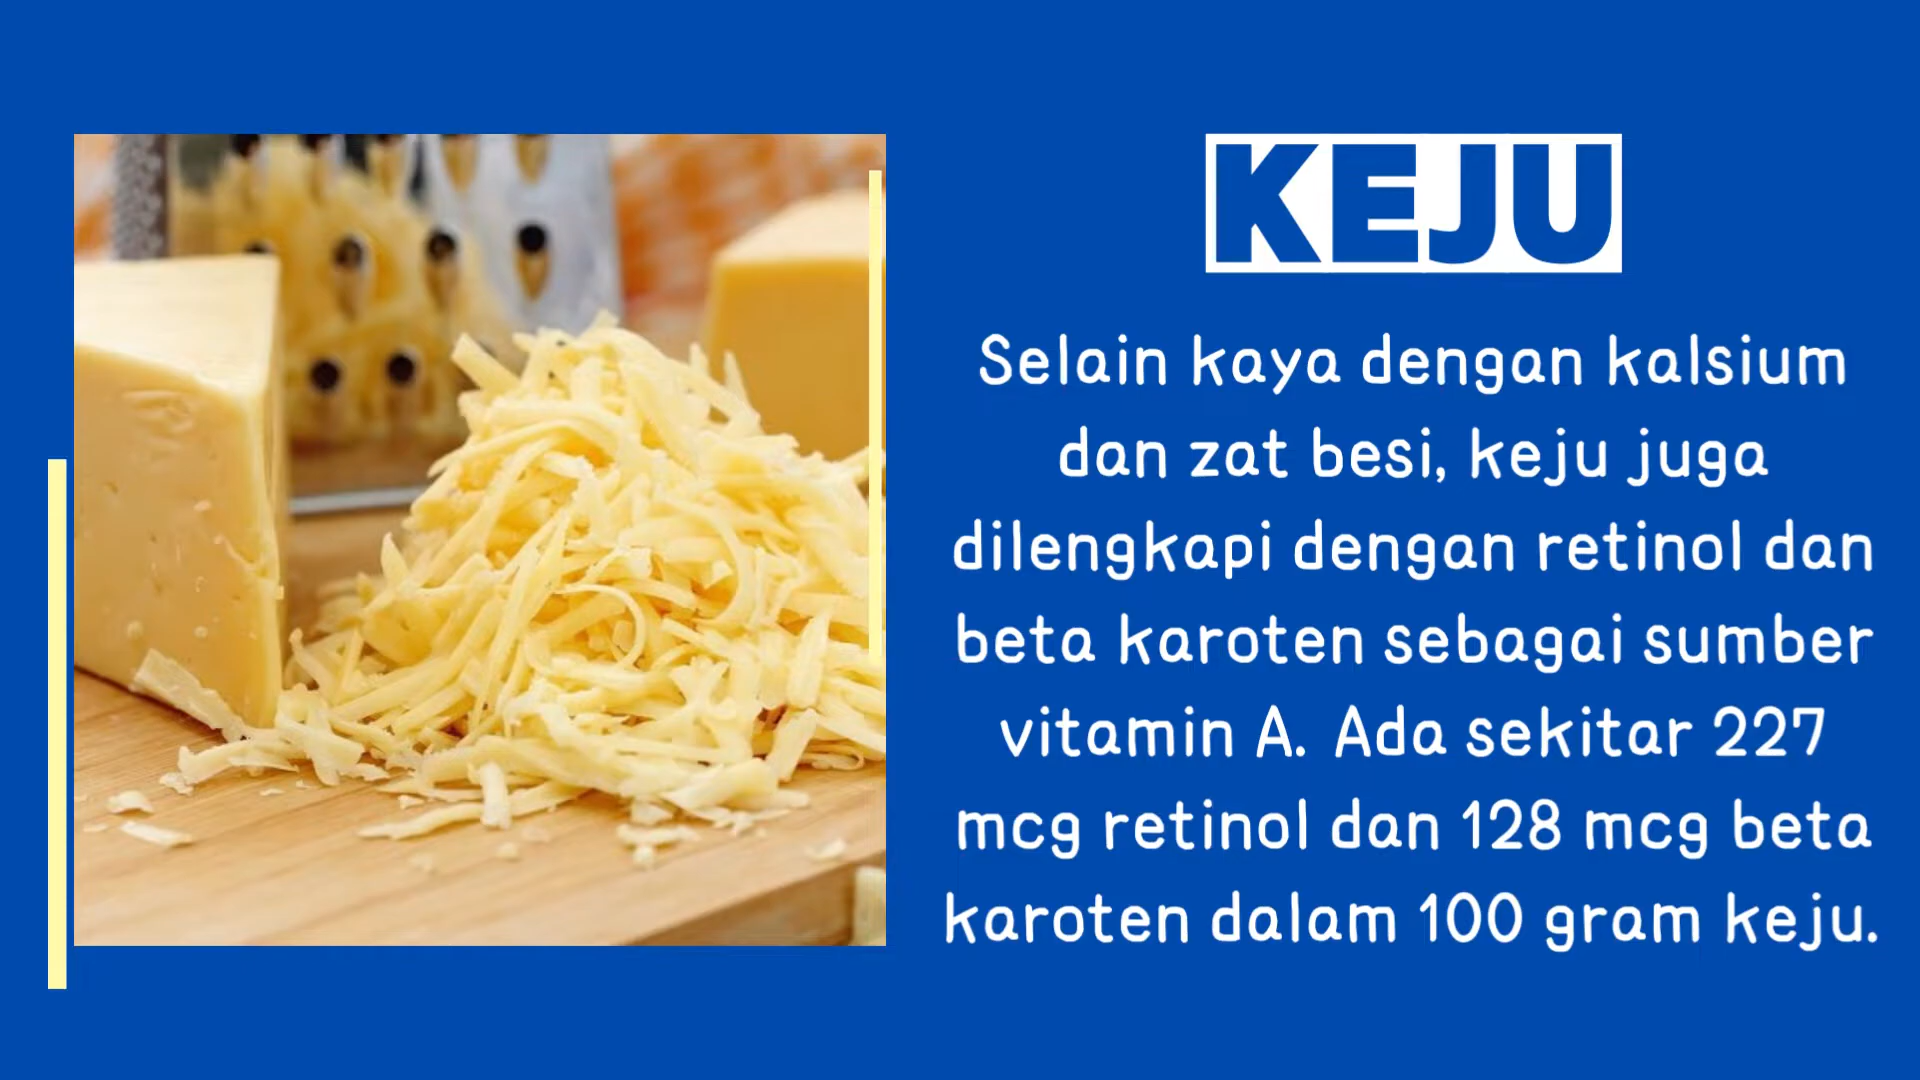 KEJU
Selain kaya dengan kalsium
dan zat besi, keju juga
dilengkapi dengan retinol dan
beta karoten sebagai sumber
vitamin A. Ada sekitar 227
mcg retinol dan 128 mcg beta
karoten dalam 100 gram keju.